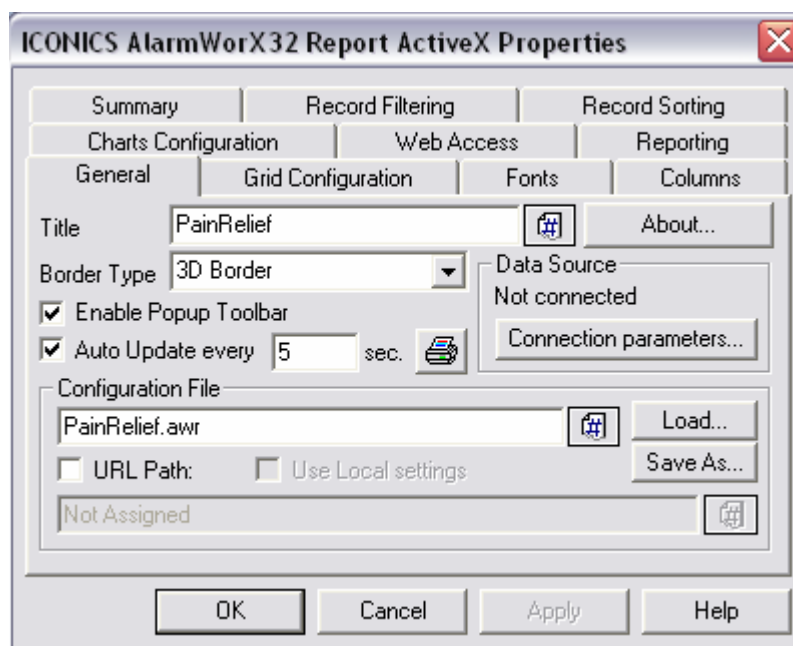 ICONICS AlarmWorX32 Report ActiveX Properties
Summary Record Filtering Record Sorting
Charts Configuration Web Access Reporting
General Grid Configuration Fonts Columns
Title PainRelief # About...
Border Type 3D Border Data Source
Not connected
Enable Popup Toolbar
Connection parameters...
Auto Update every 5 sec.
Configuration File
PainRelief.awr # Load...
URL Path: Use Local settings Save As...
Not Assigned #
OK Cancel Apply Help